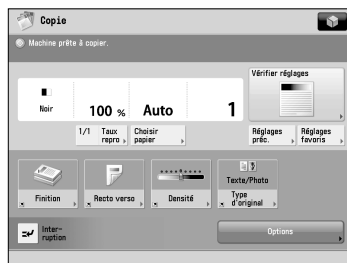 Copie
Machine prête à copier.
Vérifier réglages
Noir
100 %
Auto
1
1/1
Taux
repro
Choisir
papier
Réglages
préc.
Réglages
favoris
Texte/Photo
Finition
Recto verso
Densité
Type
d'original
Inter-
ruption
Options